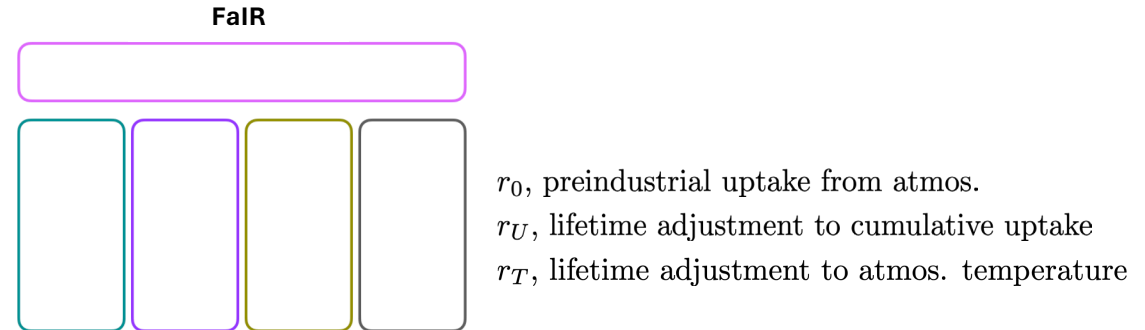 FaIR
r₀, preindustrial uptake from atmos.
r_U, lifetime adjustment to cumulative uptake
r_T, lifetime adjustment to atmos. temperature